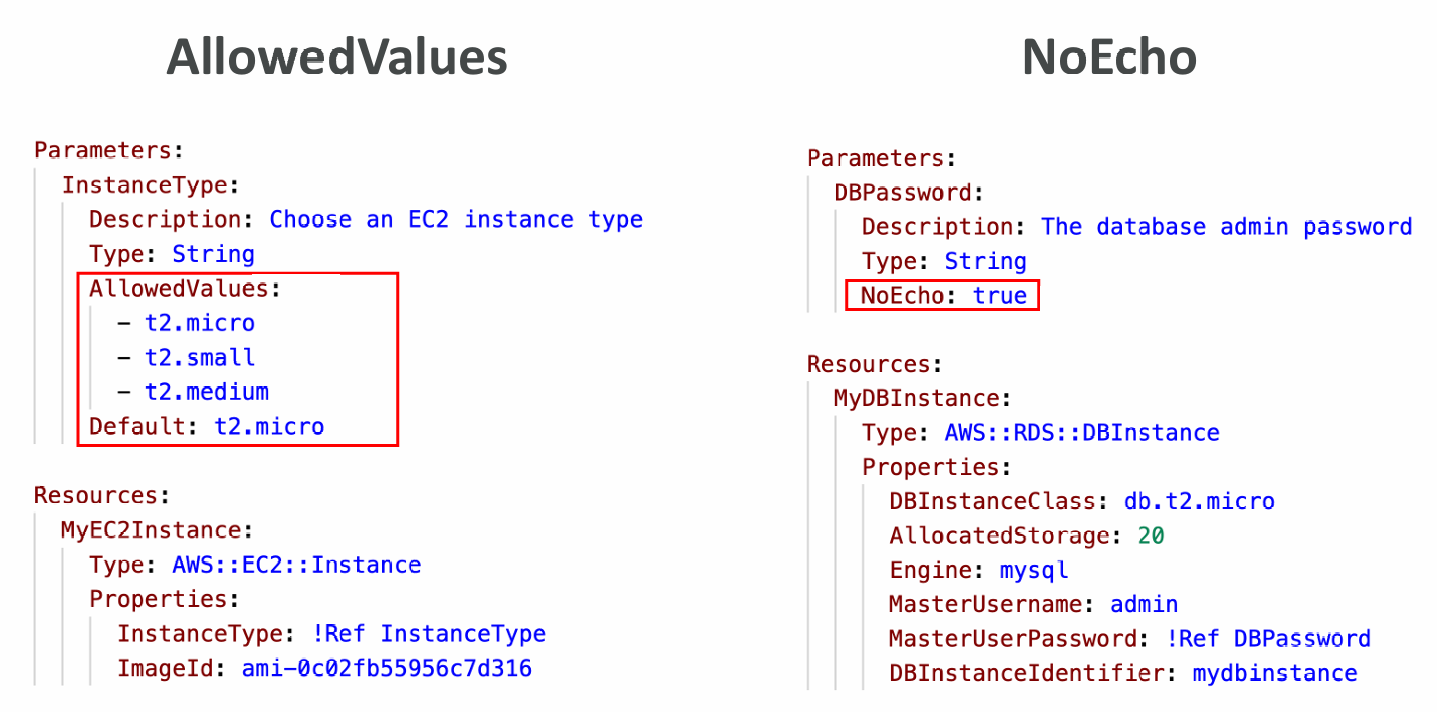 AllowedValues
Parameters:
  InstanceType:
    Description: Choose an EC2 instance type
    Type: String
    AllowedValues:
      - t2.micro
      - t2.small
      - t2.medium
    Default: t2.micro
Resources:
  MyEC2Instance:
    Type: AWS::EC2::Instance
    Properties:
      InstanceType: !Ref InstanceType
      ImageId: ami-0c02fb55956c7d316
NoEcho
Parameters:
  DBPassword:
    Description: The database admin password
    Type: String
    NoEcho: true
Resources:
  MyDBInstance:
    Type: AWS::RDS::DBInstance
    Properties:
      DBInstanceClass: db.t2.micro
      AllocatedStorage: 20
      Engine: mysql
      MasterUsername: admin
      MasterUserPassword: !Ref DBPassword
      DBInstanceIdentifier: mydbinstance